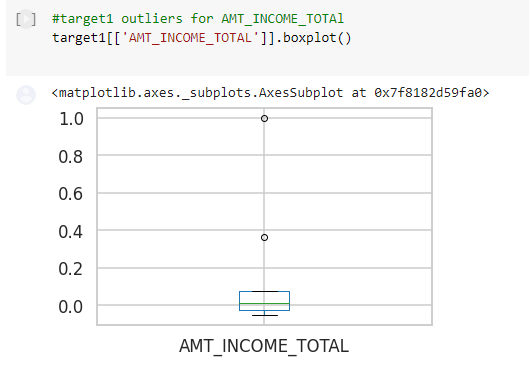 #target1 outliers for AMT_INCOME_TOTAl
target1[['AMT_INCOME_TOTAL']].boxplot()
<matplotlib.axes._subplots.AxesSubplot at 0x7f8182d59fa0>
1.0
0.8
0.6
0.4
0.2
0.0
AMT_INCOME_TOTAL